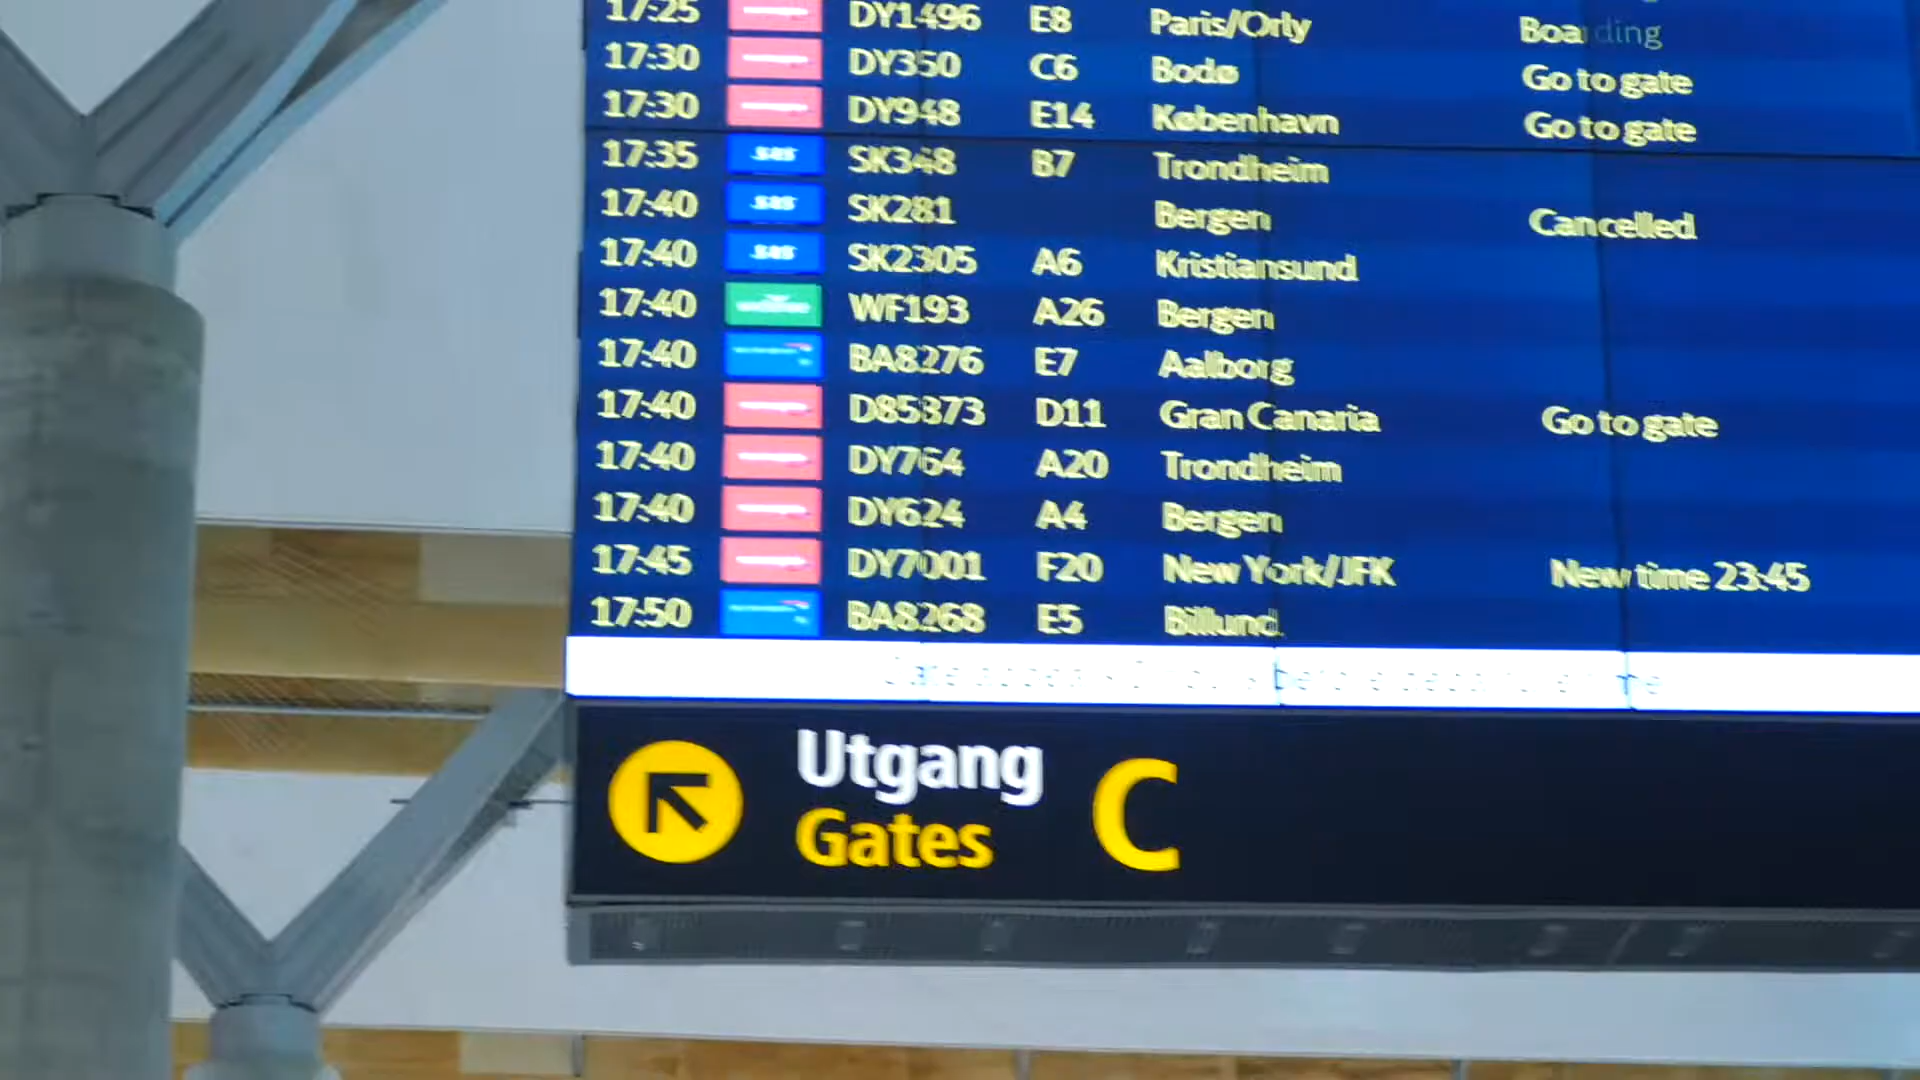 17:25 DY1496 E8 Paris/Orly Boarding
17:30 DY350 C6 Bodø Go to gate
17:30 DY948 E14 København Go to gate
17:35 SAS SK348 B7 Trondheim
17:40 SAS SK281 Bergen Cancelled
17:40 SAS SK2305 A6 Kristiansund
17:40 WF193 A26 Bergen
17:40 BA8276 E7 Aalborg
17:40 D85373 D11 Gran Canaria Go to gate
17:40 DY764 A20 Trondheim
17:40 DY624 A4 Bergen
17:45 DY7001 F20 New York/JFK New time 23:45
17:50 BA8268 E5 Billund
Utgang
Gates
C